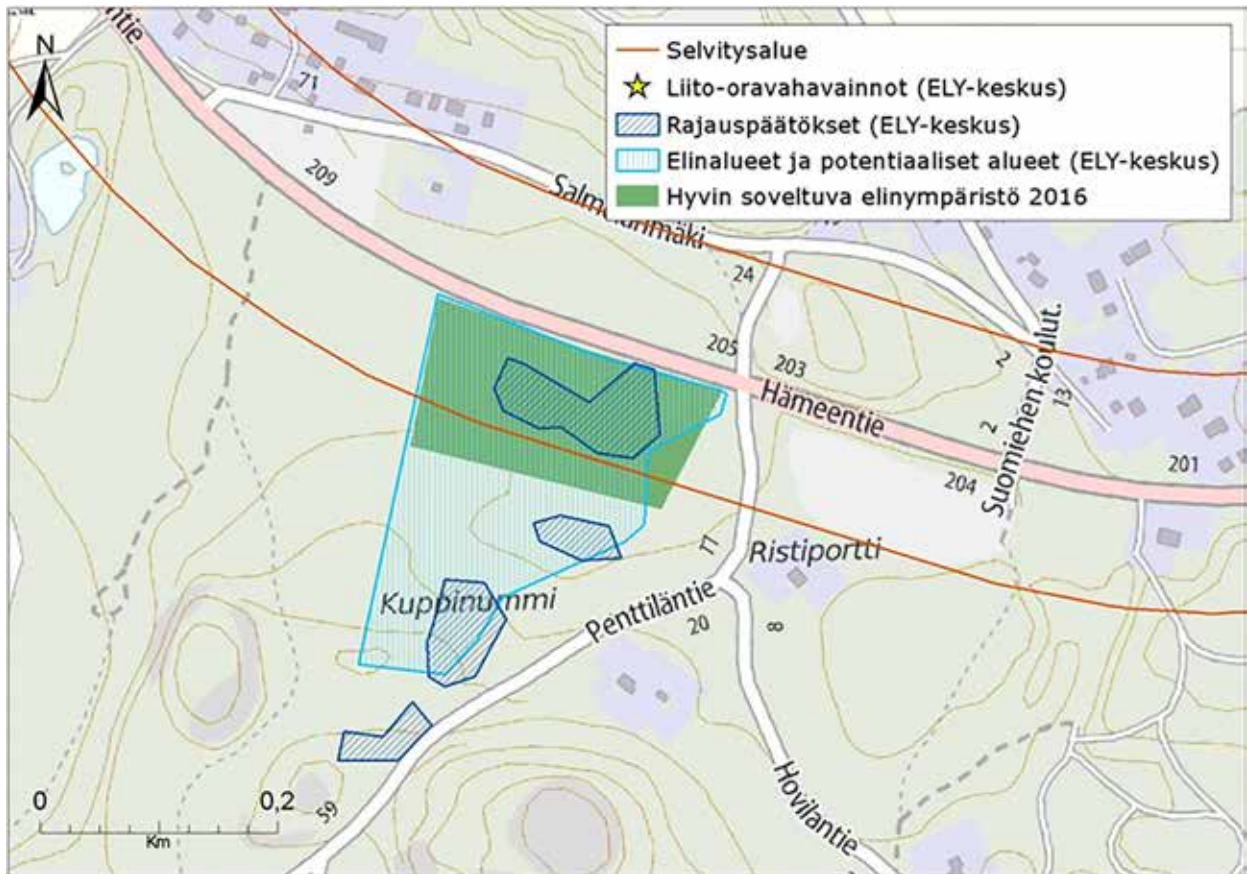 N
Selvitysalue
Liito-oravahavainnot (ELY-keskus)
Rajauspäätökset (ELY-keskus)
Elinalueet ja potentiaaliset alueet (ELY-keskus)
Hyvin soveltuva elinympäristö 2016
71
209
24
205
203
Hämeentie
2
13
2
Suomiehen koulut.
204
201
Ristiportti
77
Kuppinummi
Penttiläntie
20
8
Hovilantie
59
0
0,2
Km